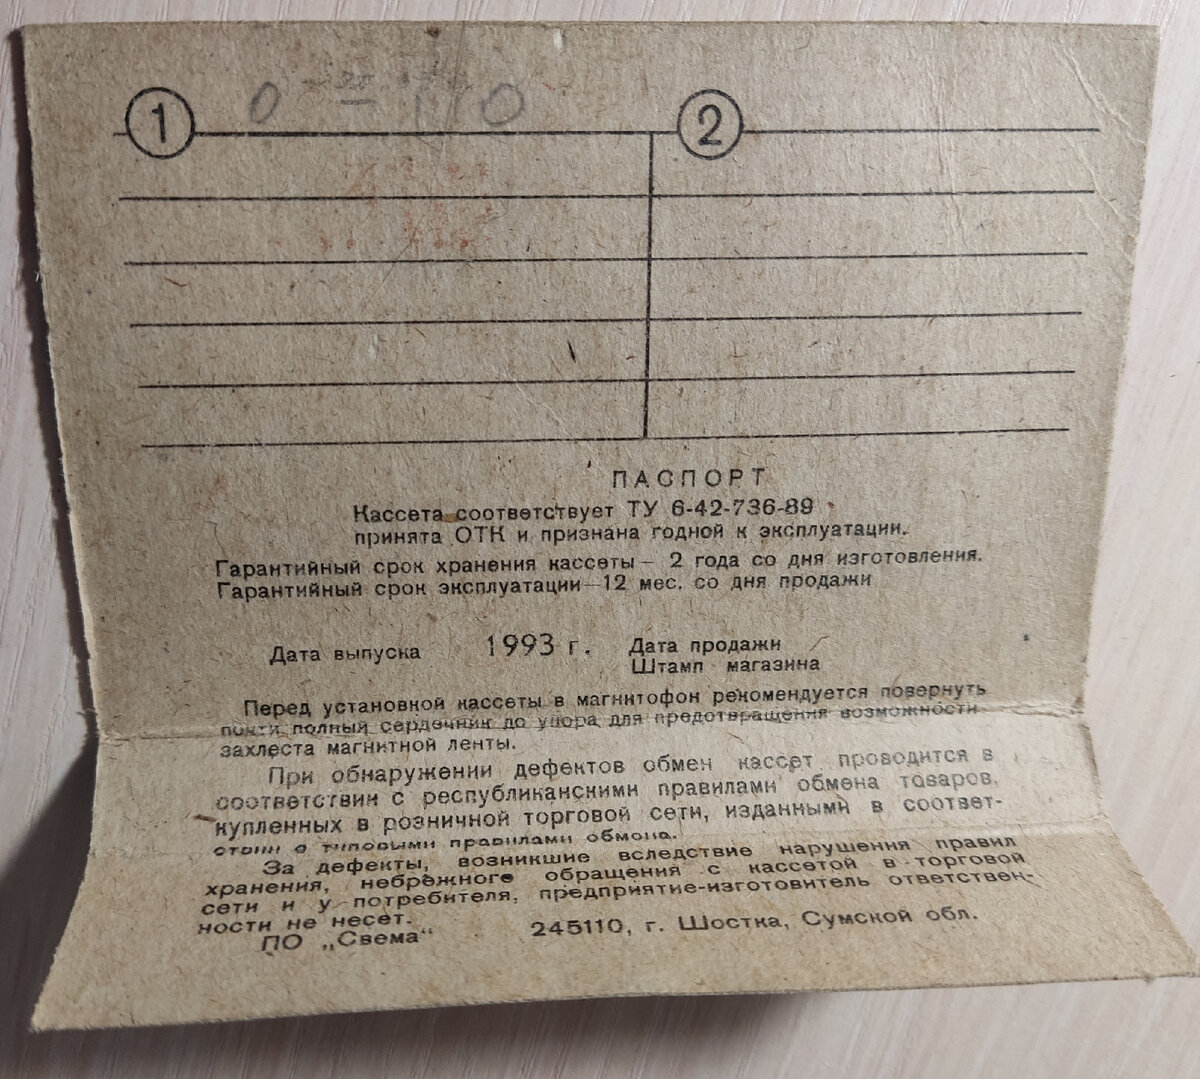 1 2
ПАСПОРТ
Кассета соответствует ТУ 6-42-736-89
принята ОТК и признана годной к эксплуатации.
Гарантийный срок хранения кассеты — 2 года со дня изготовления.
Гарантийный срок эксплуатации—12 мес. со дня продажи
Дата выпуска 1993 г. Дата продажи
Штамп магазина
Перед установкой кассеты в магнитофон рекомендуется повернуть
почти полный сердечник до упора для предотвращения возможности
захлеста магнитной ленты.
При обнаружении дефектов обмен кассет проводится в
соответствии с республиканскими правилами обмена товаров,
купленных в розничной торговой сети, изданными в соответ-
ствии с типовыми правилами обмена.
За дефекты, возникшие вследствие нарушения правил
хранения, небрежного обращения с кассетой в торговой
сети и у потребителя, предприятие-изготовитель ответствен-
ности не несет.
ПО „Свема“ 245110, г. Шостка, Сумской обл.